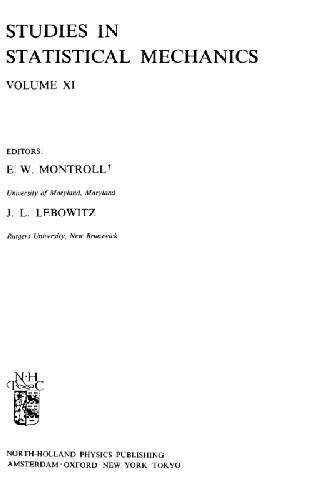 STUDIES IN
STATISTICAL MECHANICS
VOLUME XI
EDITORS:
E. W. MONTROLL†
University of Maryland, Maryland
J. L. LEBOWITZ
Rutgers University, New Brunswick
N·H
P C
NORTH-HOLLAND PHYSICS PUBLISHING
AMSTERDAM · OXFORD · NEW YORK · TOKYO